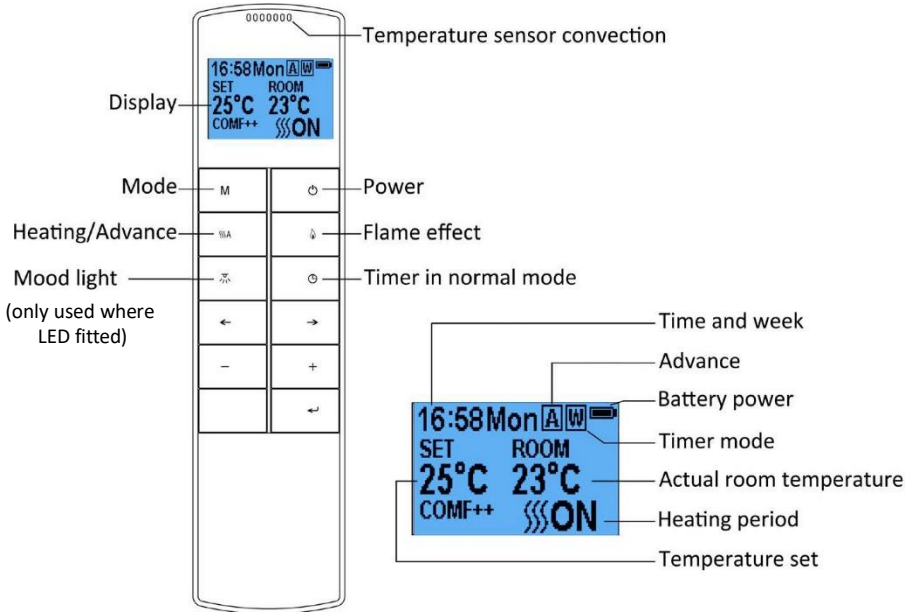 0000000
Temperature sensor convection
16:58Mon A W
SET ROOM
25°C 23°C
COMF++ ON
Display
Mode
M
Power
Heating/Advance
A
Flame effect
Mood light
(only used where
LED fitted)
Timer in normal mode
←
→
−
+
↵
Time and week
Advance
Battery power
Timer mode
Actual room temperature
Heating period
Temperature set
16:58Mon A W
SET ROOM
25°C 23°C
COMF++ ON